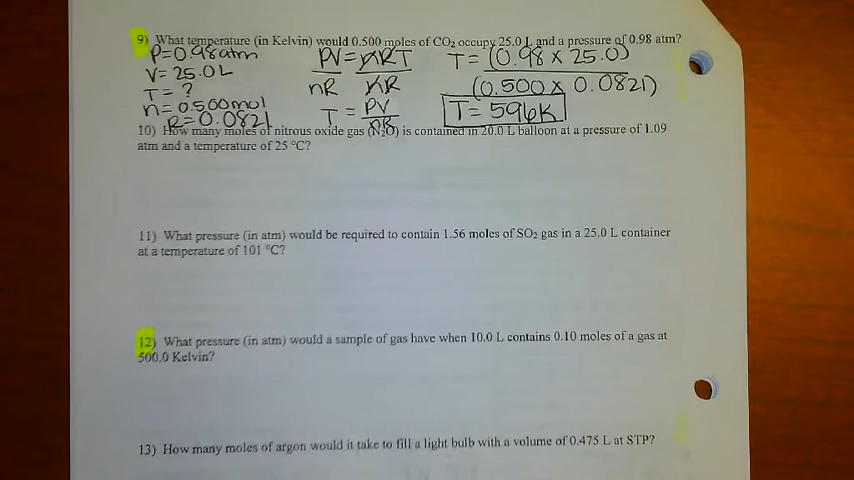 9) What temperature (in Kelvin) would 0.500 moles of CO₂ occupy 25.0 L and a pressure of 0.98 atm?
P=0.98atm PV=nRT T=(0.98 x 25.0)
V= 25.0L nR nR (0.500 x 0.0821)
T= ?
n=0.500mol T = PV T= 596K
R=0.0821 nR
10) How many moles of nitrous oxide gas (N₂O) is contained in 20.0 L balloon at a pressure of 1.09
atm and a temperature of 25 °C?
11) What pressure (in atm) would be required to contain 1.56 moles of SO₂ gas in a 25.0 L container
at a temperature of 101 °C?
12) What pressure (in atm) would a sample of gas have when 10.0 L contains 0.10 moles of a gas at
500.0 Kelvin?
13) How many moles of argon would it take to fill a light bulb with a volume of 0.475 L at STP?